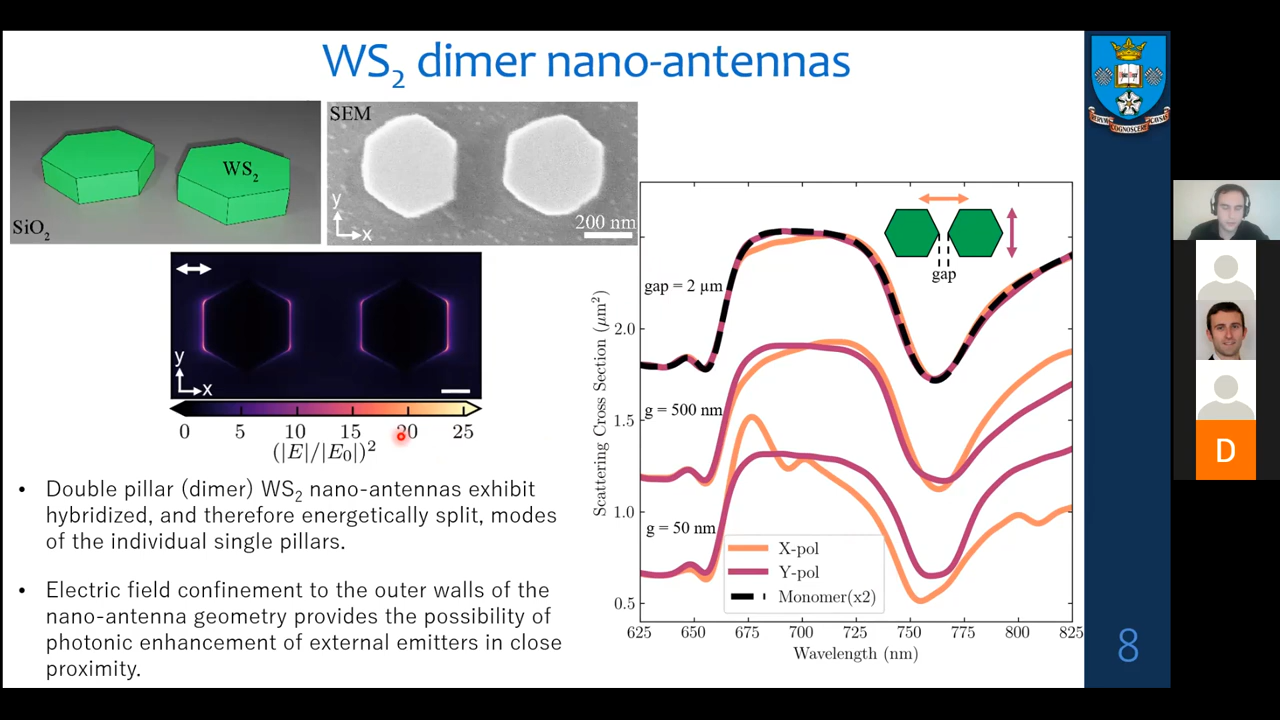 WS₂ dimer nano-antennas
WS₂
SiO₂
SEM
y
x
200 nm
y
x
0 5 10 15 20 25
(|E|/|E₀|)²
• Double pillar (dimer) WS₂ nano-antennas exhibit
hybridized, and therefore energetically split, modes
of the individual single pillars.
• Electric field confinement to the outer walls of the
nano-antenna geometry provides the possibility of
photonic enhancement of external emitters in close
proximity.
gap
gap = 2 µm
g = 500 nm
g = 50 nm
Scattering Cross Section (µm²)
2.0
1.5
1.0
0.5
X-pol
Y-pol
Monomer(x2)
625 650 675 700 725 750 775 800 825
Wavelength (nm)
8
D